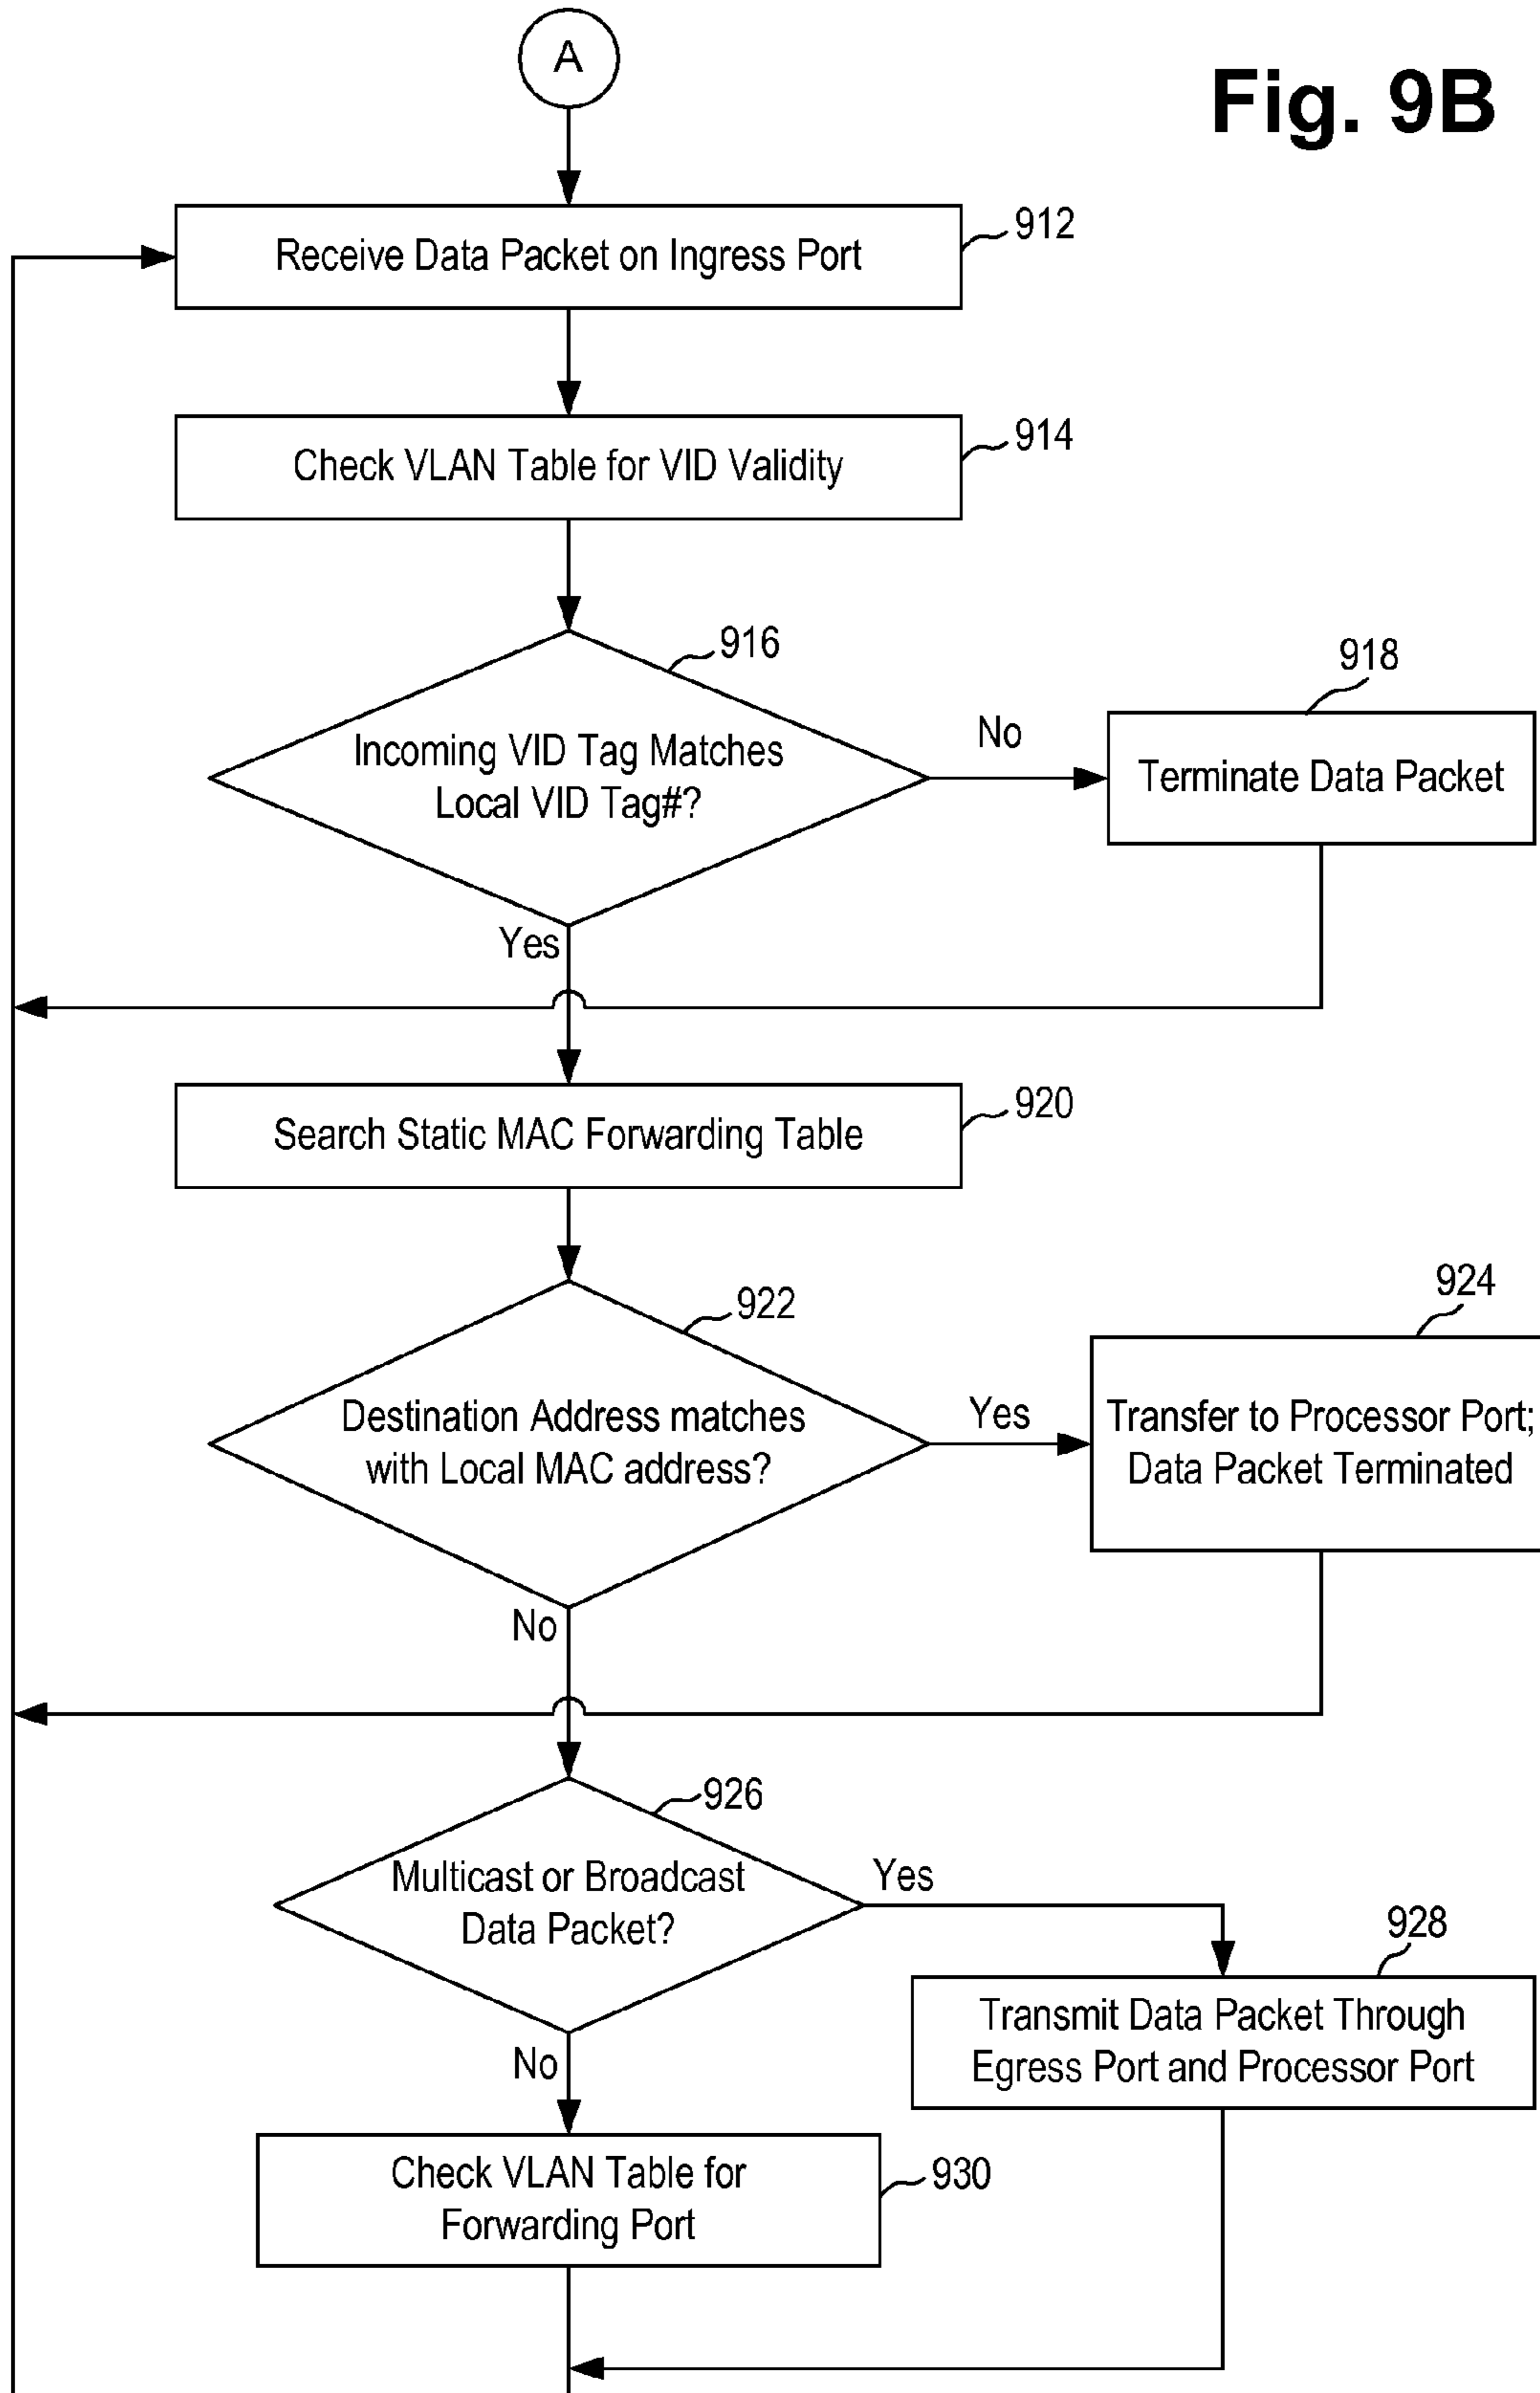 A
Fig. 9B
912
Receive Data Packet on Ingress Port
914
Check VLAN Table for VID Validity
916
918
Incoming VID Tag Matches
Local VID Tag#?
No
Terminate Data Packet
Yes
920
Search Static MAC Forwarding Table
922
924
Destination Address matches
with Local MAC address?
Yes
Transfer to Processor Port;
Data Packet Terminated
No
926
Multicast or Broadcast
Data Packet?
Yes
928
Transmit Data Packet Through
Egress Port and Processor Port
No
Check VLAN Table for
Forwarding Port
930